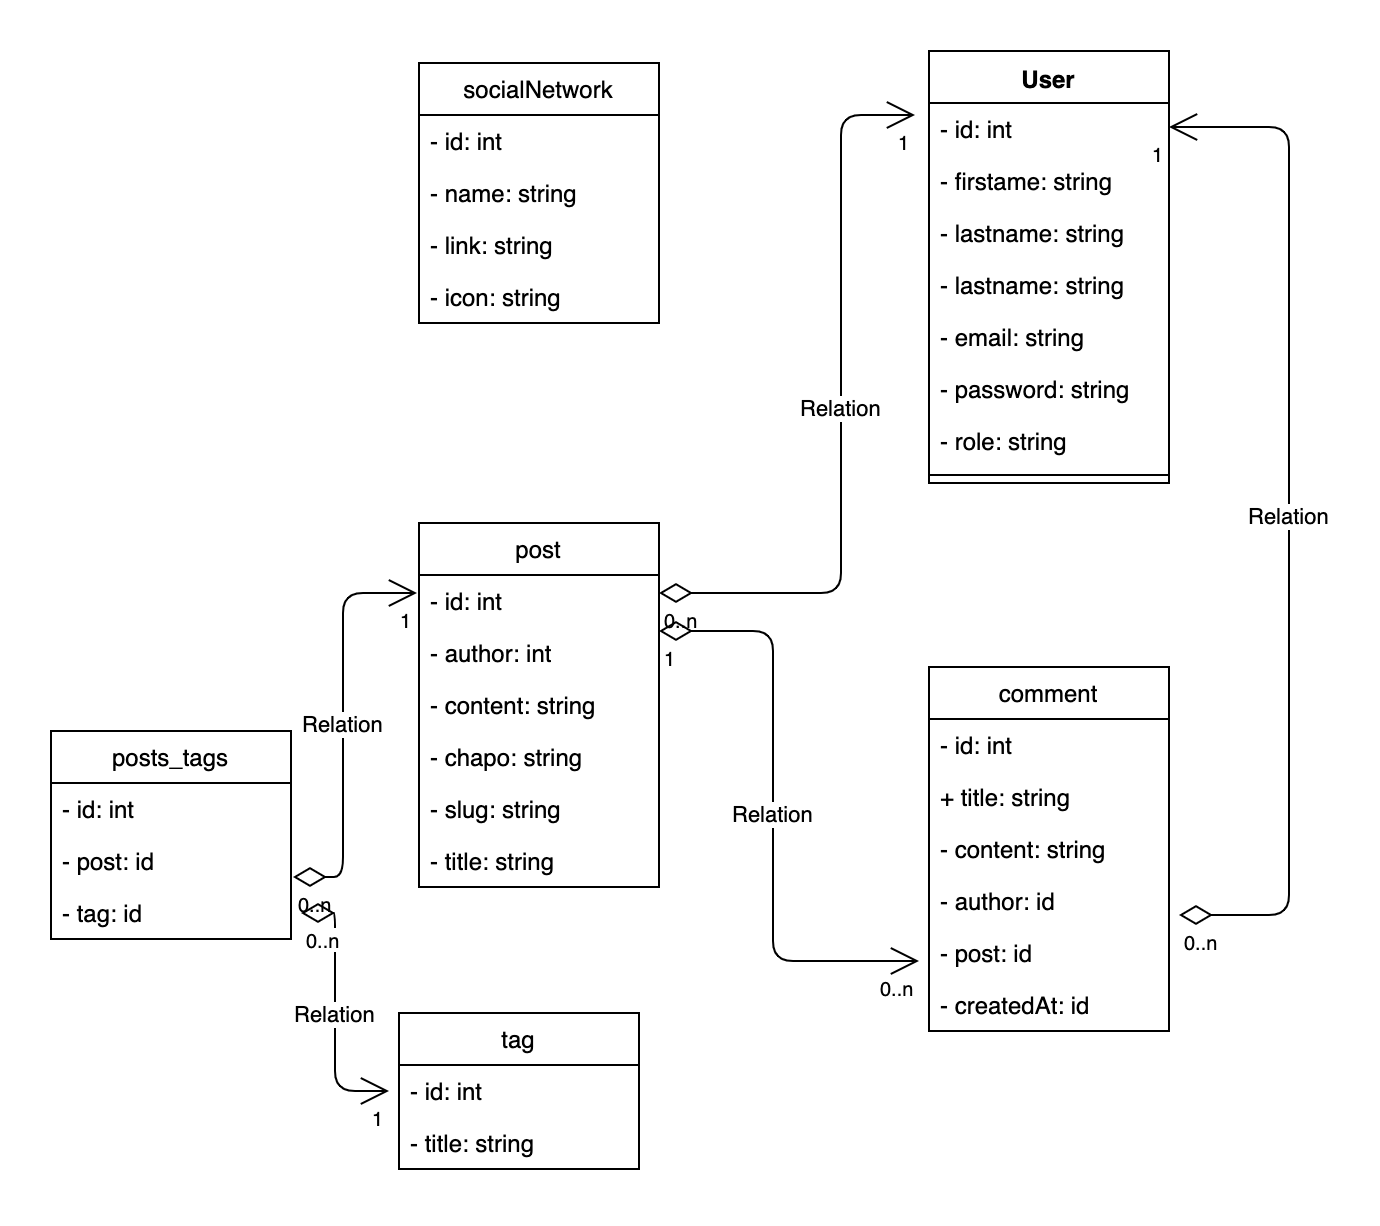 socialNetwork
- id: int
- name: string
- link: string
- icon: string
User
- id: int
- firstame: string
- lastname: string
- lastname: string
- email: string
- password: string
- role: string
1
1
Relation
Relation
post
- id: int
- author: int
- content: string
- chapo: string
- slug: string
- title: string
0..n
1
1
Relation
Relation
posts_tags
- id: int
- post: id
- tag: id
0..n
0..n
Relation
1
comment
- id: int
+ title: string
- content: string
- author: id
- post: id
- createdAt: id
0..n
0..n
tag
- id: int
- title: string